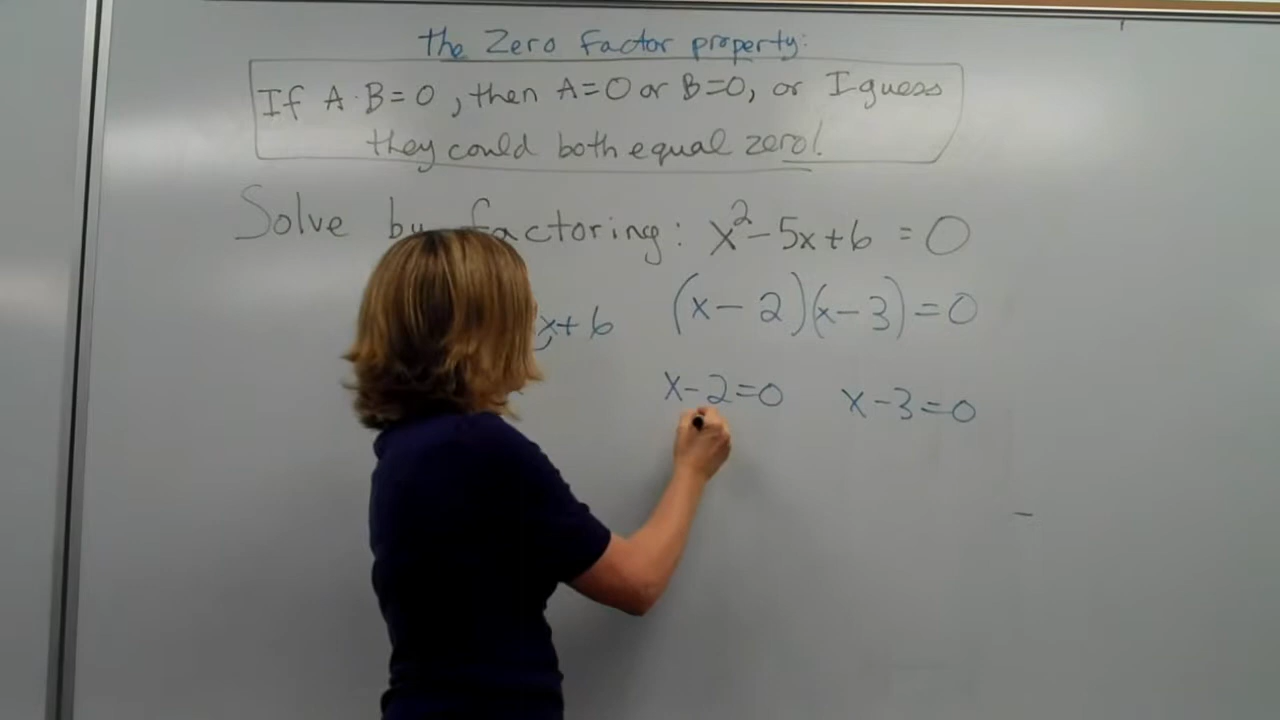 the Zero Factor property:
If A · B = 0, then A = 0 or B = 0, or I guess
they could both equal zero!
Solve by factoring: x² - 5x + 6 = 0
x + 6
(x - 2)(x - 3) = 0
x - 2 = 0 x - 3 = 0